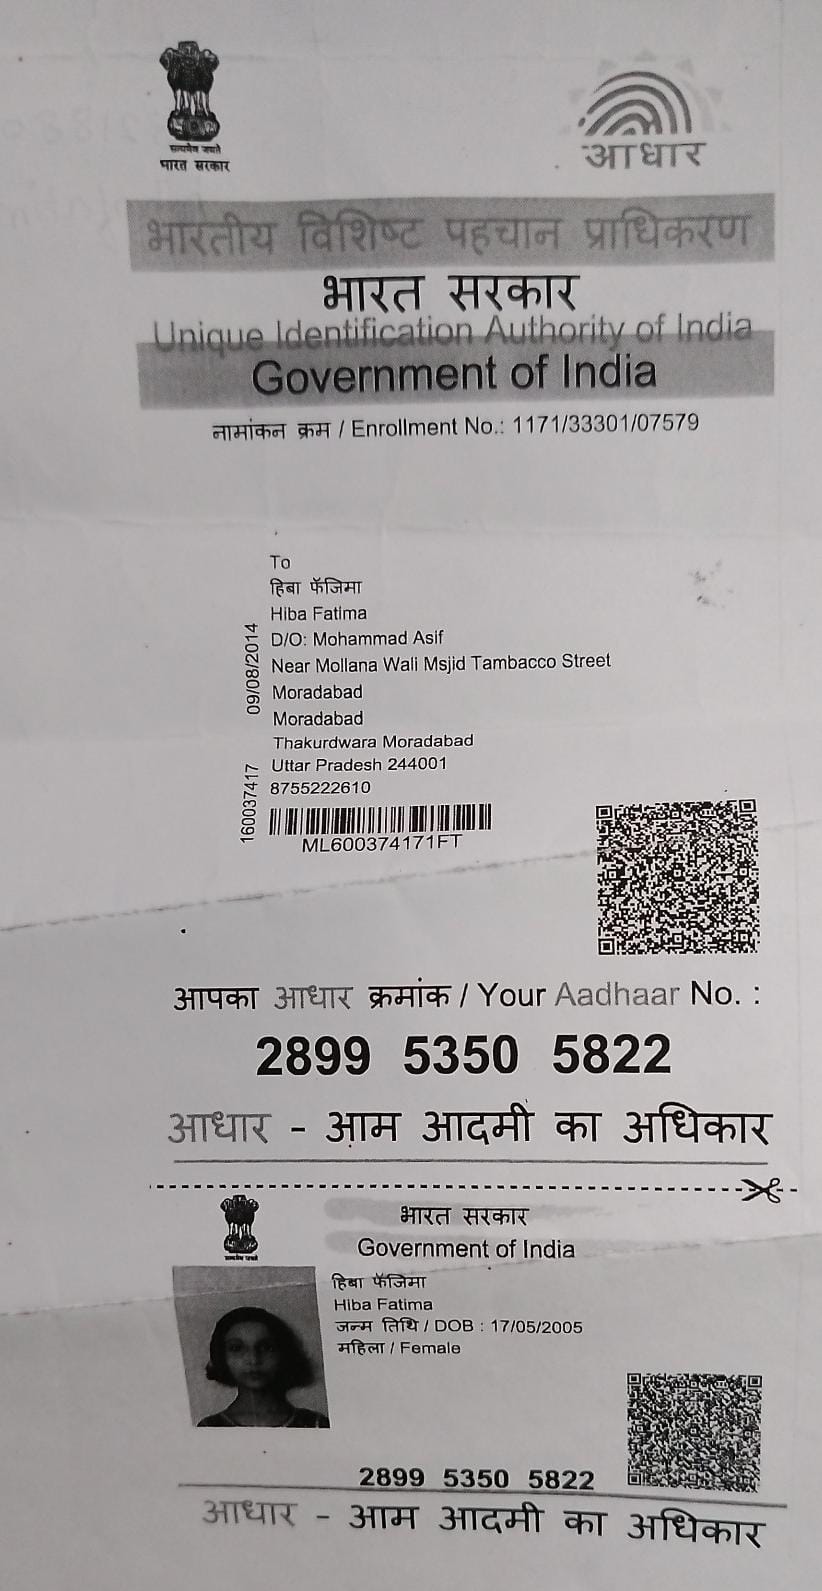 सत्यमेव जयते
भारत सरकार
आधार
भारतीय विशिष्ट पहचान प्राधिकरण
भारत सरकार
Unique Identification Authority of India
Government of India
नामांकन क्रम / Enrollment No.: 1171/33301/07579
To
हिबा फॅजिमा
Hiba Fatima
D/O: Mohammad Asif
Near Mollana Wali Msjid Tambacco Street
Moradabad
Moradabad
Thakurdwara Moradabad
Uttar Pradesh 244001
8755222610
09/08/2014
160037417
ML600374171FT
आपका आधार क्रमांक / Your Aadhaar No. :
2899 5350 5822
आधार - आम आदमी का अधिकार
भारत सरकार
Government of India
हिबा फॅजिमा
Hiba Fatima
जन्म तिथि / DOB : 17/05/2005
महिला / Female
2899 5350 5822
आधार - आम आदमी का अधिकार